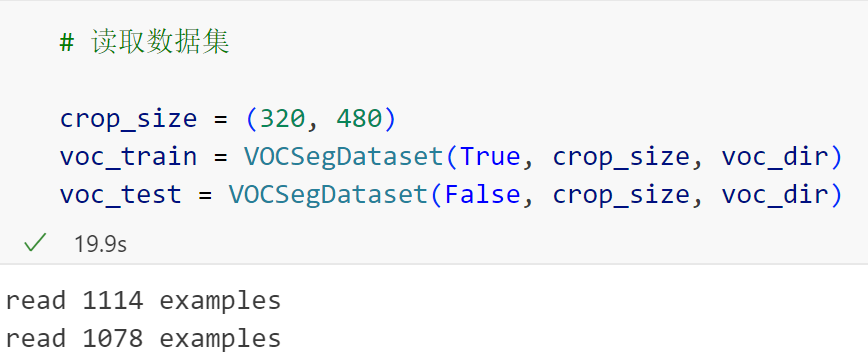 # 读取数据集
crop_size = (320, 480)
voc_train = VOCSegDataset(True, crop_size, voc_dir)
voc_test = VOCSegDataset(False, crop_size, voc_dir)
19.9s
read 1114 examples
read 1078 examples